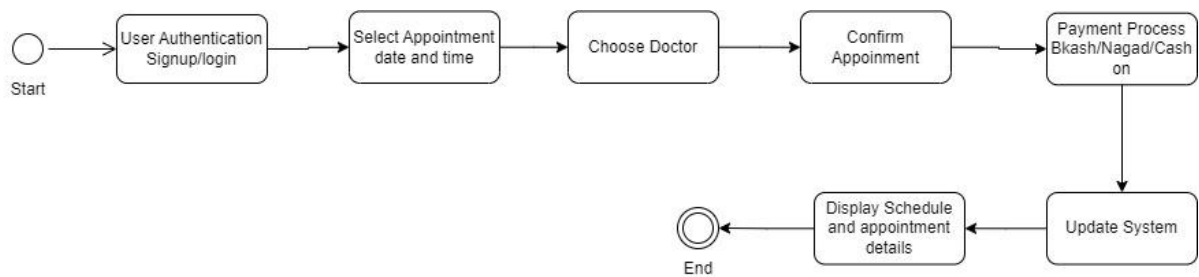 Start
User Authentication
Signup/login
Select Appointment
date and time
Choose Doctor
Confirm
Appoinment
Payment Process
Bkash/Nagad/Cash
on
Update System
Display Schedule
and appointment
details
End